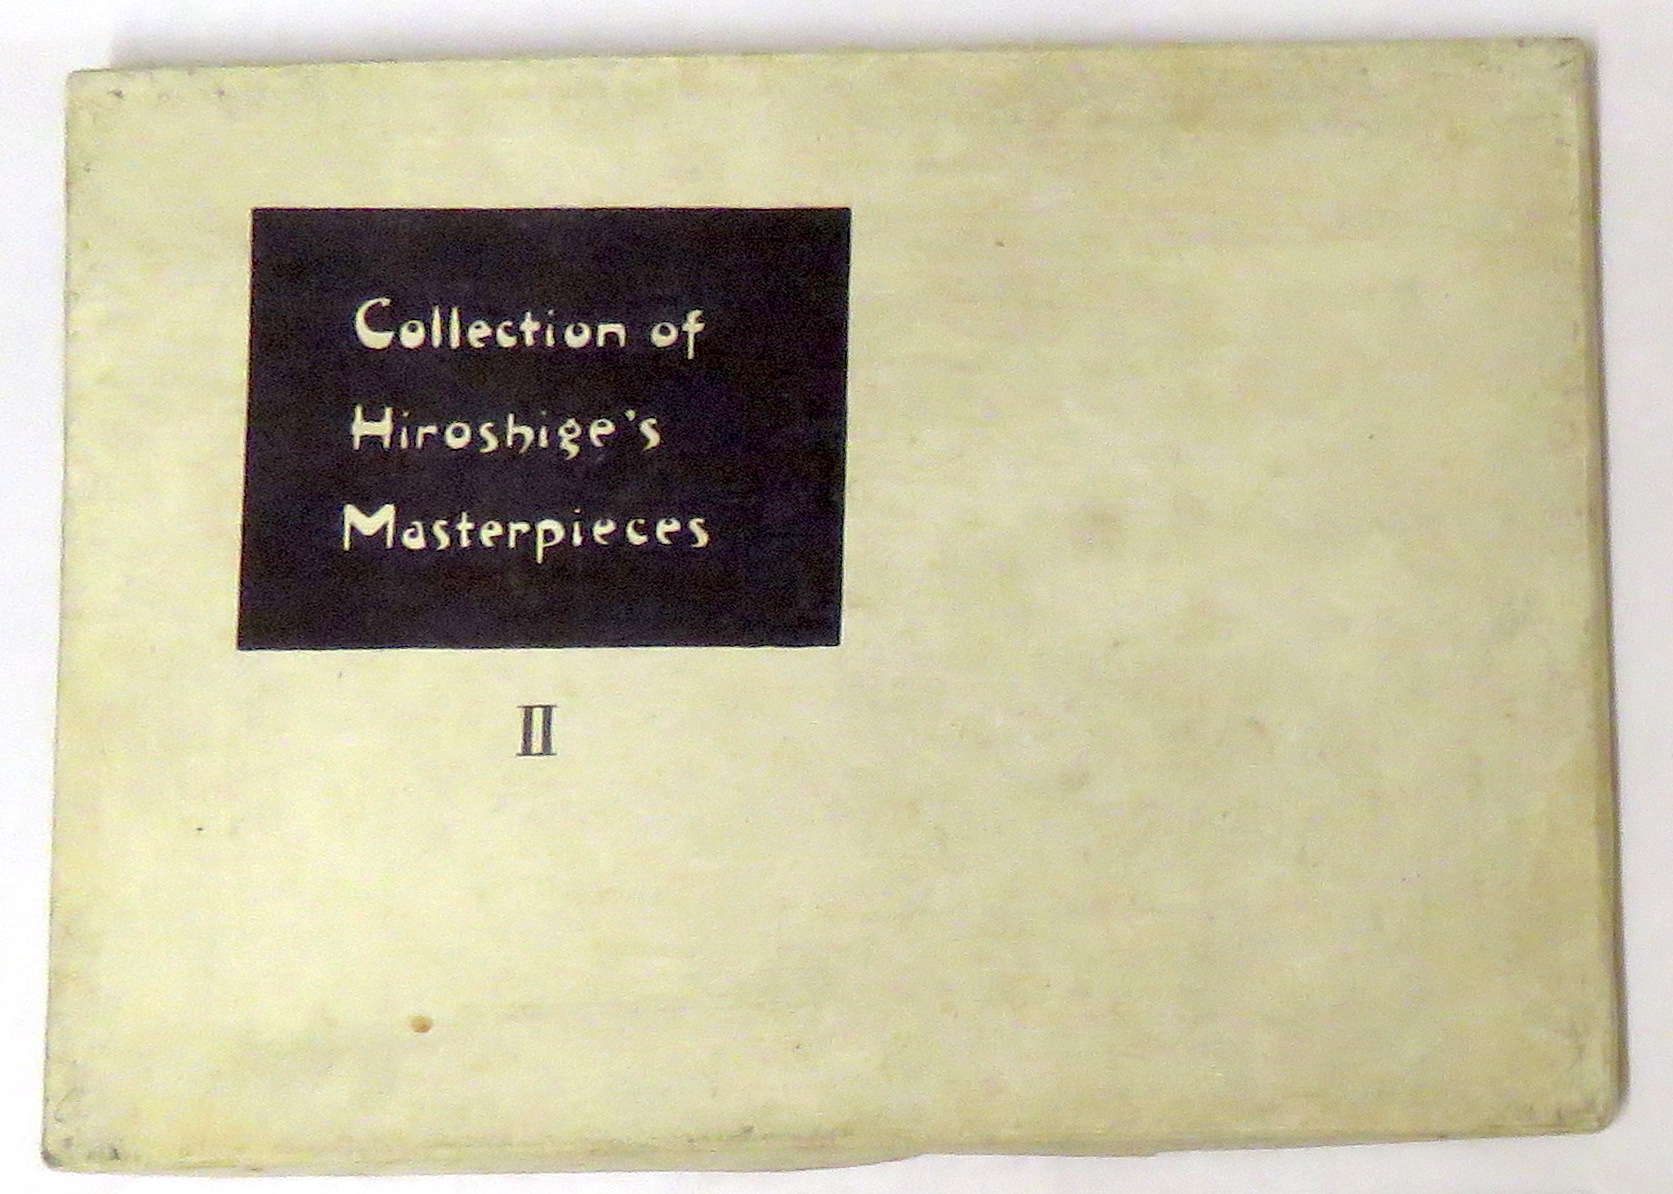 Collection of
Hiroshige's
Masterpieces
II